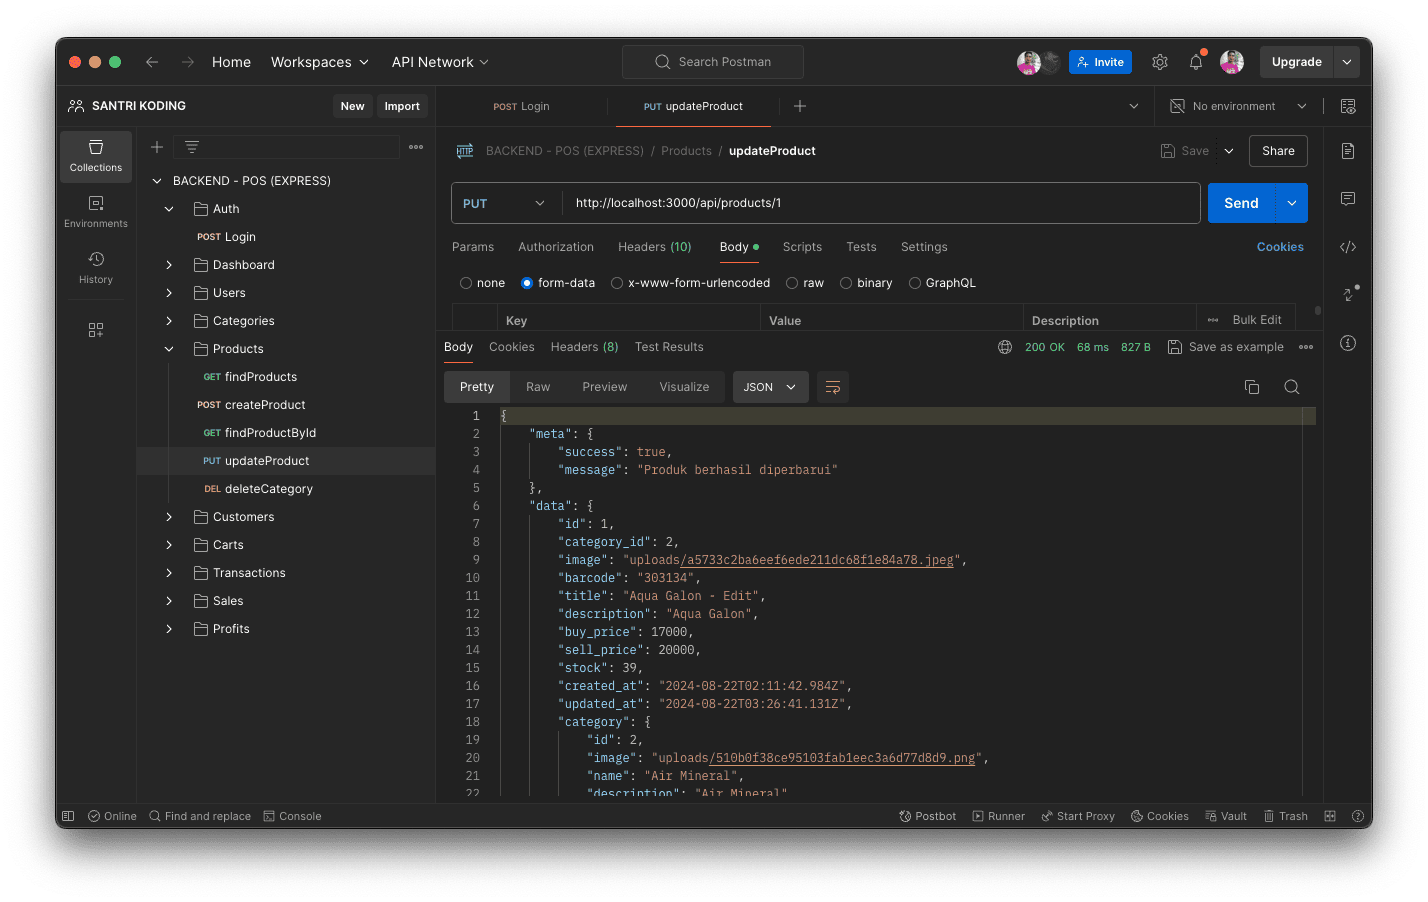 Home Workspaces API Network Search Postman Invite Upgrade
SANTRI KODING New Import POST Login PUT updateProduct No environment
Collections
Environments
History
BACKEND - POS (EXPRESS)
Auth
POST Login
Dashboard
Users
Categories
Products
GET findProducts
POST createProduct
GET findProductById
PUT updateProduct
DEL deleteCategory
Customers
Carts
Transactions
Sales
Profits
HTTP BACKEND - POS (EXPRESS) / Products / updateProduct Save Share
PUT http://localhost:3000/api/products/1 Send
Params Authorization Headers (10) Body Scripts Tests Settings Cookies
none form-data x-www-form-urlencoded raw binary GraphQL
Key Value Description Bulk Edit
Body Cookies Headers (8) Test Results 200 OK 68 ms 827 B Save as example
Pretty Raw Preview Visualize JSON
1 {
2 "meta": {
3 "success": true,
4 "message": "Produk berhasil diperbarui"
5 },
6 "data": {
7 "id": 1,
8 "category_id": 2,
9 "image": "uploads/a5733c2ba6eef6ede211dc68f1e84a78.jpeg",
10 "barcode": "303134",
11 "title": "Aqua Galon - Edit",
12 "description": "Aqua Galon",
13 "buy_price": 17000,
14 "sell_price": 20000,
15 "stock": 39,
16 "created_at": "2024-08-22T02:11:42.984Z",
17 "updated_at": "2024-08-22T03:26:41.131Z",
18 "category": {
19 "id": 2,
20 "image": "uploads/510b0f38ce95103fab1eec3a6d77d8d9.png",
21 "name": "Air Mineral",
22 "description": "Air Mineral"
Online Find and replace Console Postbot Runner Start Proxy Cookies Vault Trash